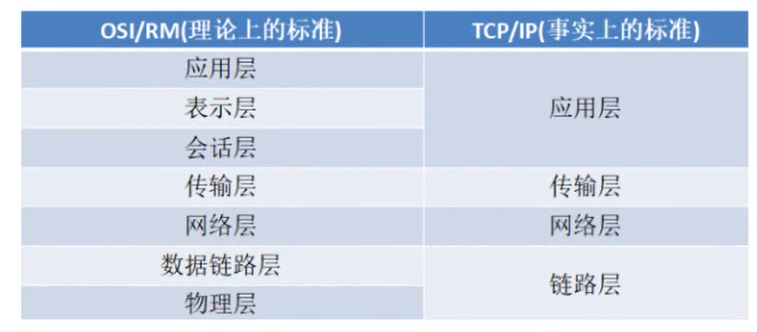 OSI/RM(理论上的标准) TCP/IP(事实上的标准)
应用层
表示层 应用层
会话层
传输层 传输层
网络层 网络层
数据链路层
链路层
物理层